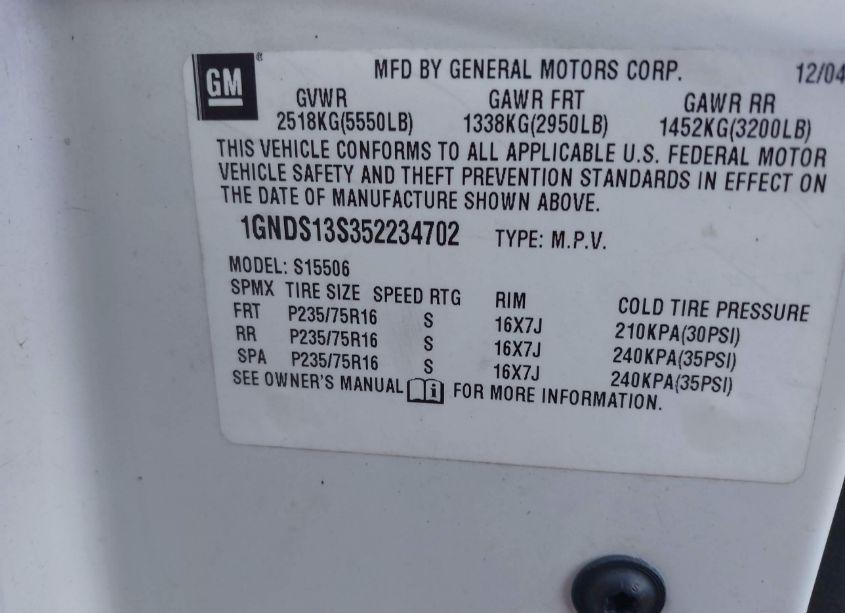 GM ®
MFD BY GENERAL MOTORS CORP. 12/04
GVWR GAWR FRT GAWR RR
2518KG(5550LB) 1338KG(2950LB) 1452KG(3200LB)
THIS VEHICLE CONFORMS TO ALL APPLICABLE U.S. FEDERAL MOTOR
VEHICLE SAFETY AND THEFT PREVENTION STANDARDS IN EFFECT ON
THE DATE OF MANUFACTURE SHOWN ABOVE.
1GNDS13S352234702 TYPE: M.P.V.
MODEL: S15506
SPMX TIRE SIZE SPEED RTG RIM COLD TIRE PRESSURE
FRT P235/75R16 S 16X7J 210KPA(30PSI)
RR P235/75R16 S 16X7J 240KPA(35PSI)
SPA P235/75R16 S 16X7J 240KPA(35PSI)
SEE OWNER'S MANUAL i FOR MORE INFORMATION.